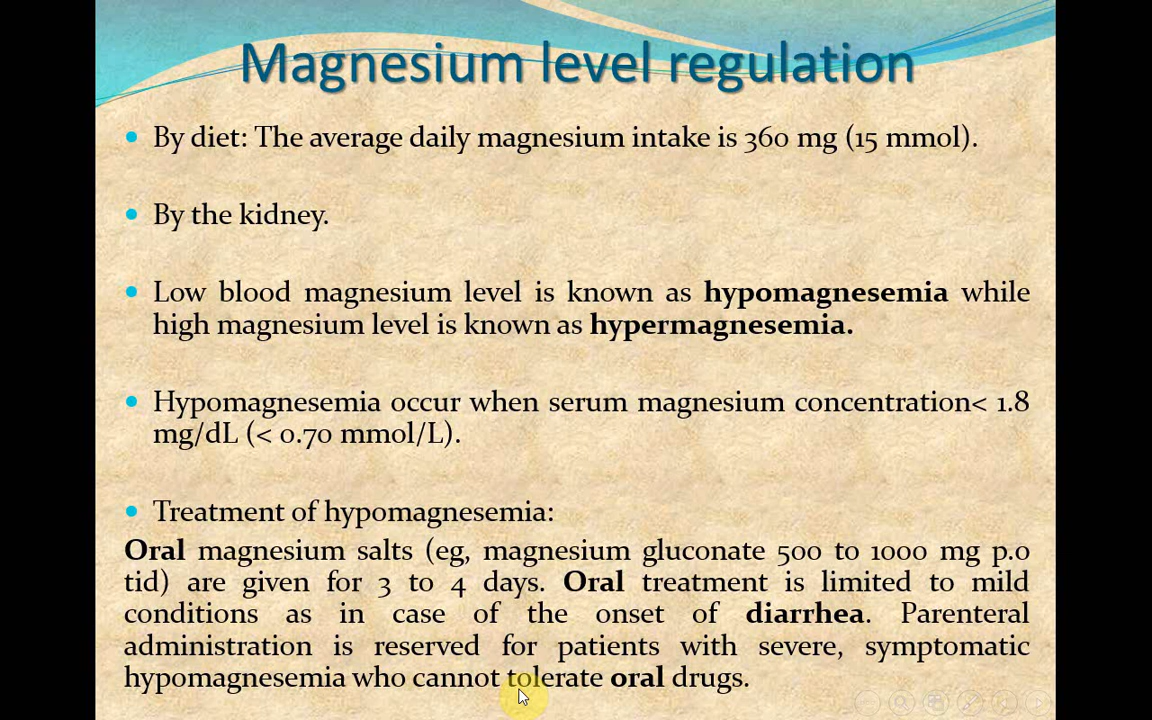 Magnesium level regulation
By diet: The average daily magnesium intake is 360 mg (15 mmol).
By the kidney.
Low blood magnesium level is known as hypomagnesemia while
high magnesium level is known as hypermagnesemia.
Hypomagnesemia occur when serum magnesium concentration< 1.8
mg/dL (< 0.70 mmol/L).
Treatment of hypomagnesemia:
Oral magnesium salts (eg, magnesium gluconate 500 to 1000 mg p.o
tid) are given for 3 to 4 days. Oral treatment is limited to mild
conditions as in case of the onset of diarrhea. Parenteral
administration is reserved for patients with severe, symptomatic
hypomagnesemia who cannot tolerate oral drugs.